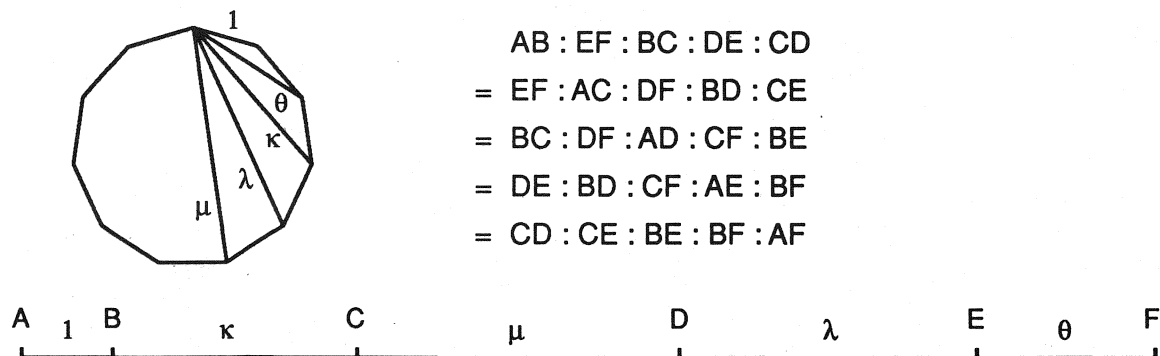 1
θ
κ
λ
μ
AB : EF : BC : DE : CD
= EF : AC : DF : BD : CE
= BC : DF : AD : CF : BE
= DE : BD : CF : AE : BF
= CD : CE : BE : BF : AF
A 1 B κ C μ D λ E θ F